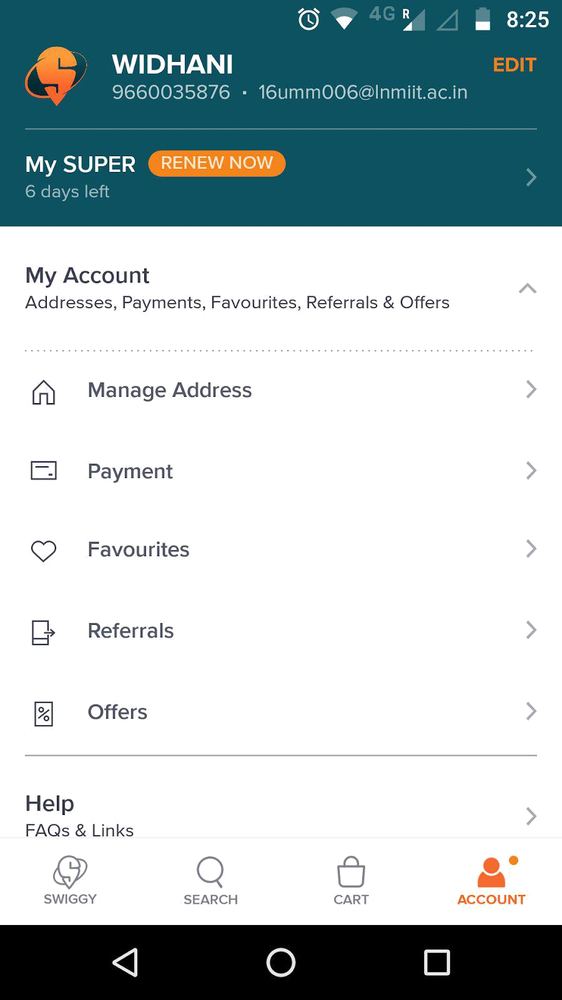 4G R 8:25
WIDHANI EDIT
9660035876 · 16umm006@lnmiit.ac.in
My SUPER RENEW NOW
6 days left
My Account
Addresses, Payments, Favourites, Referrals & Offers
Manage Address
Payment
Favourites
Referrals
Offers
Help
FAQs & Links
SWIGGY SEARCH CART ACCOUNT